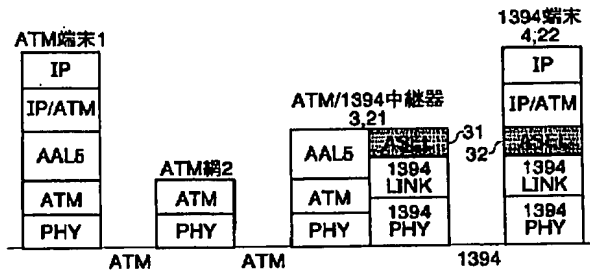 ATM端末1
IP
IP/ATM
AAL5
ATM
PHY
ATM網2
ATM
PHY
ATM/1394中継器
3,21
AAL5
ATM
PHY
ASEL
1394
LINK
1394
PHY
31
1394端末
4,22
IP
IP/ATM
32
ASEL
1394
LINK
1394
PHY
ATM
ATM
1394